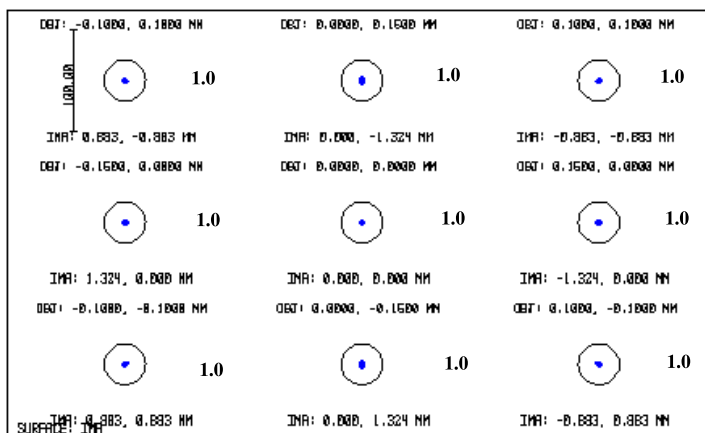 OBJ: -0.1000, 0.1000 MM
OBJ: 0.0000, 0.1500 MM
OBJ: 0.1000, 0.1000 MM
100.00
1.0
1.0
1.0
IMA: 0.883, -0.883 MM
IMA: 0.000, -1.324 MM
IMA: -0.883, -0.883 MM
OBJ: -0.1500, 0.0000 MM
OBJ: 0.0000, 0.0000 MM
OBJ: 0.1500, 0.0000 MM
1.0
1.0
1.0
IMA: 1.324, 0.000 MM
IMA: 0.000, 0.000 MM
IMA: -1.324, 0.000 MM
OBJ: -0.1000, -0.1000 MM
OBJ: 0.0000, -0.1500 MM
OBJ: 0.1000, -0.1000 MM
1.0
1.0
1.0
IMA: 0.883, 0.883 MM
IMA: 0.000, 1.324 MM
IMA: -0.883, 0.883 MM
SURFACE: IMA